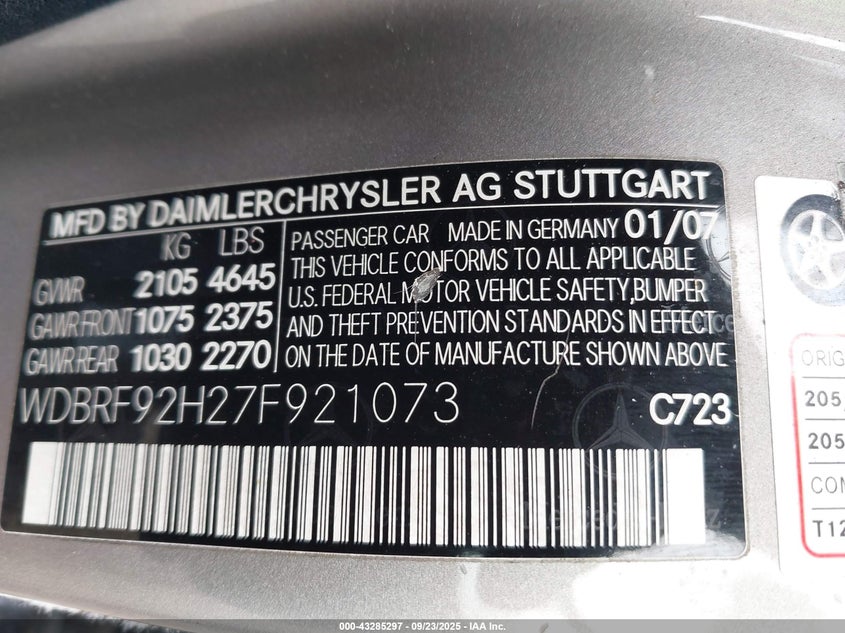 MFD BY DAIMLERCHRYSLER AG STUTTGART
KG LBS
GVWR 2105 4645
GAWR FRONT 1075 2375
GAWR REAR 1030 2270
PASSENGER CAR MADE IN GERMANY 01/07
THIS VEHICLE CONFORMS TO ALL APPLICABLE
U.S. FEDERAL MOTOR VEHICLE SAFETY,BUMPER
AND THEFT PREVENTION STANDARDS IN EFFECT
ON THE DATE OF MANUFACTURE SHOWN ABOVE
WDBRF92H27F921073
C723
205
205
000-43285297 - 09/23/2025 - IAA Inc.